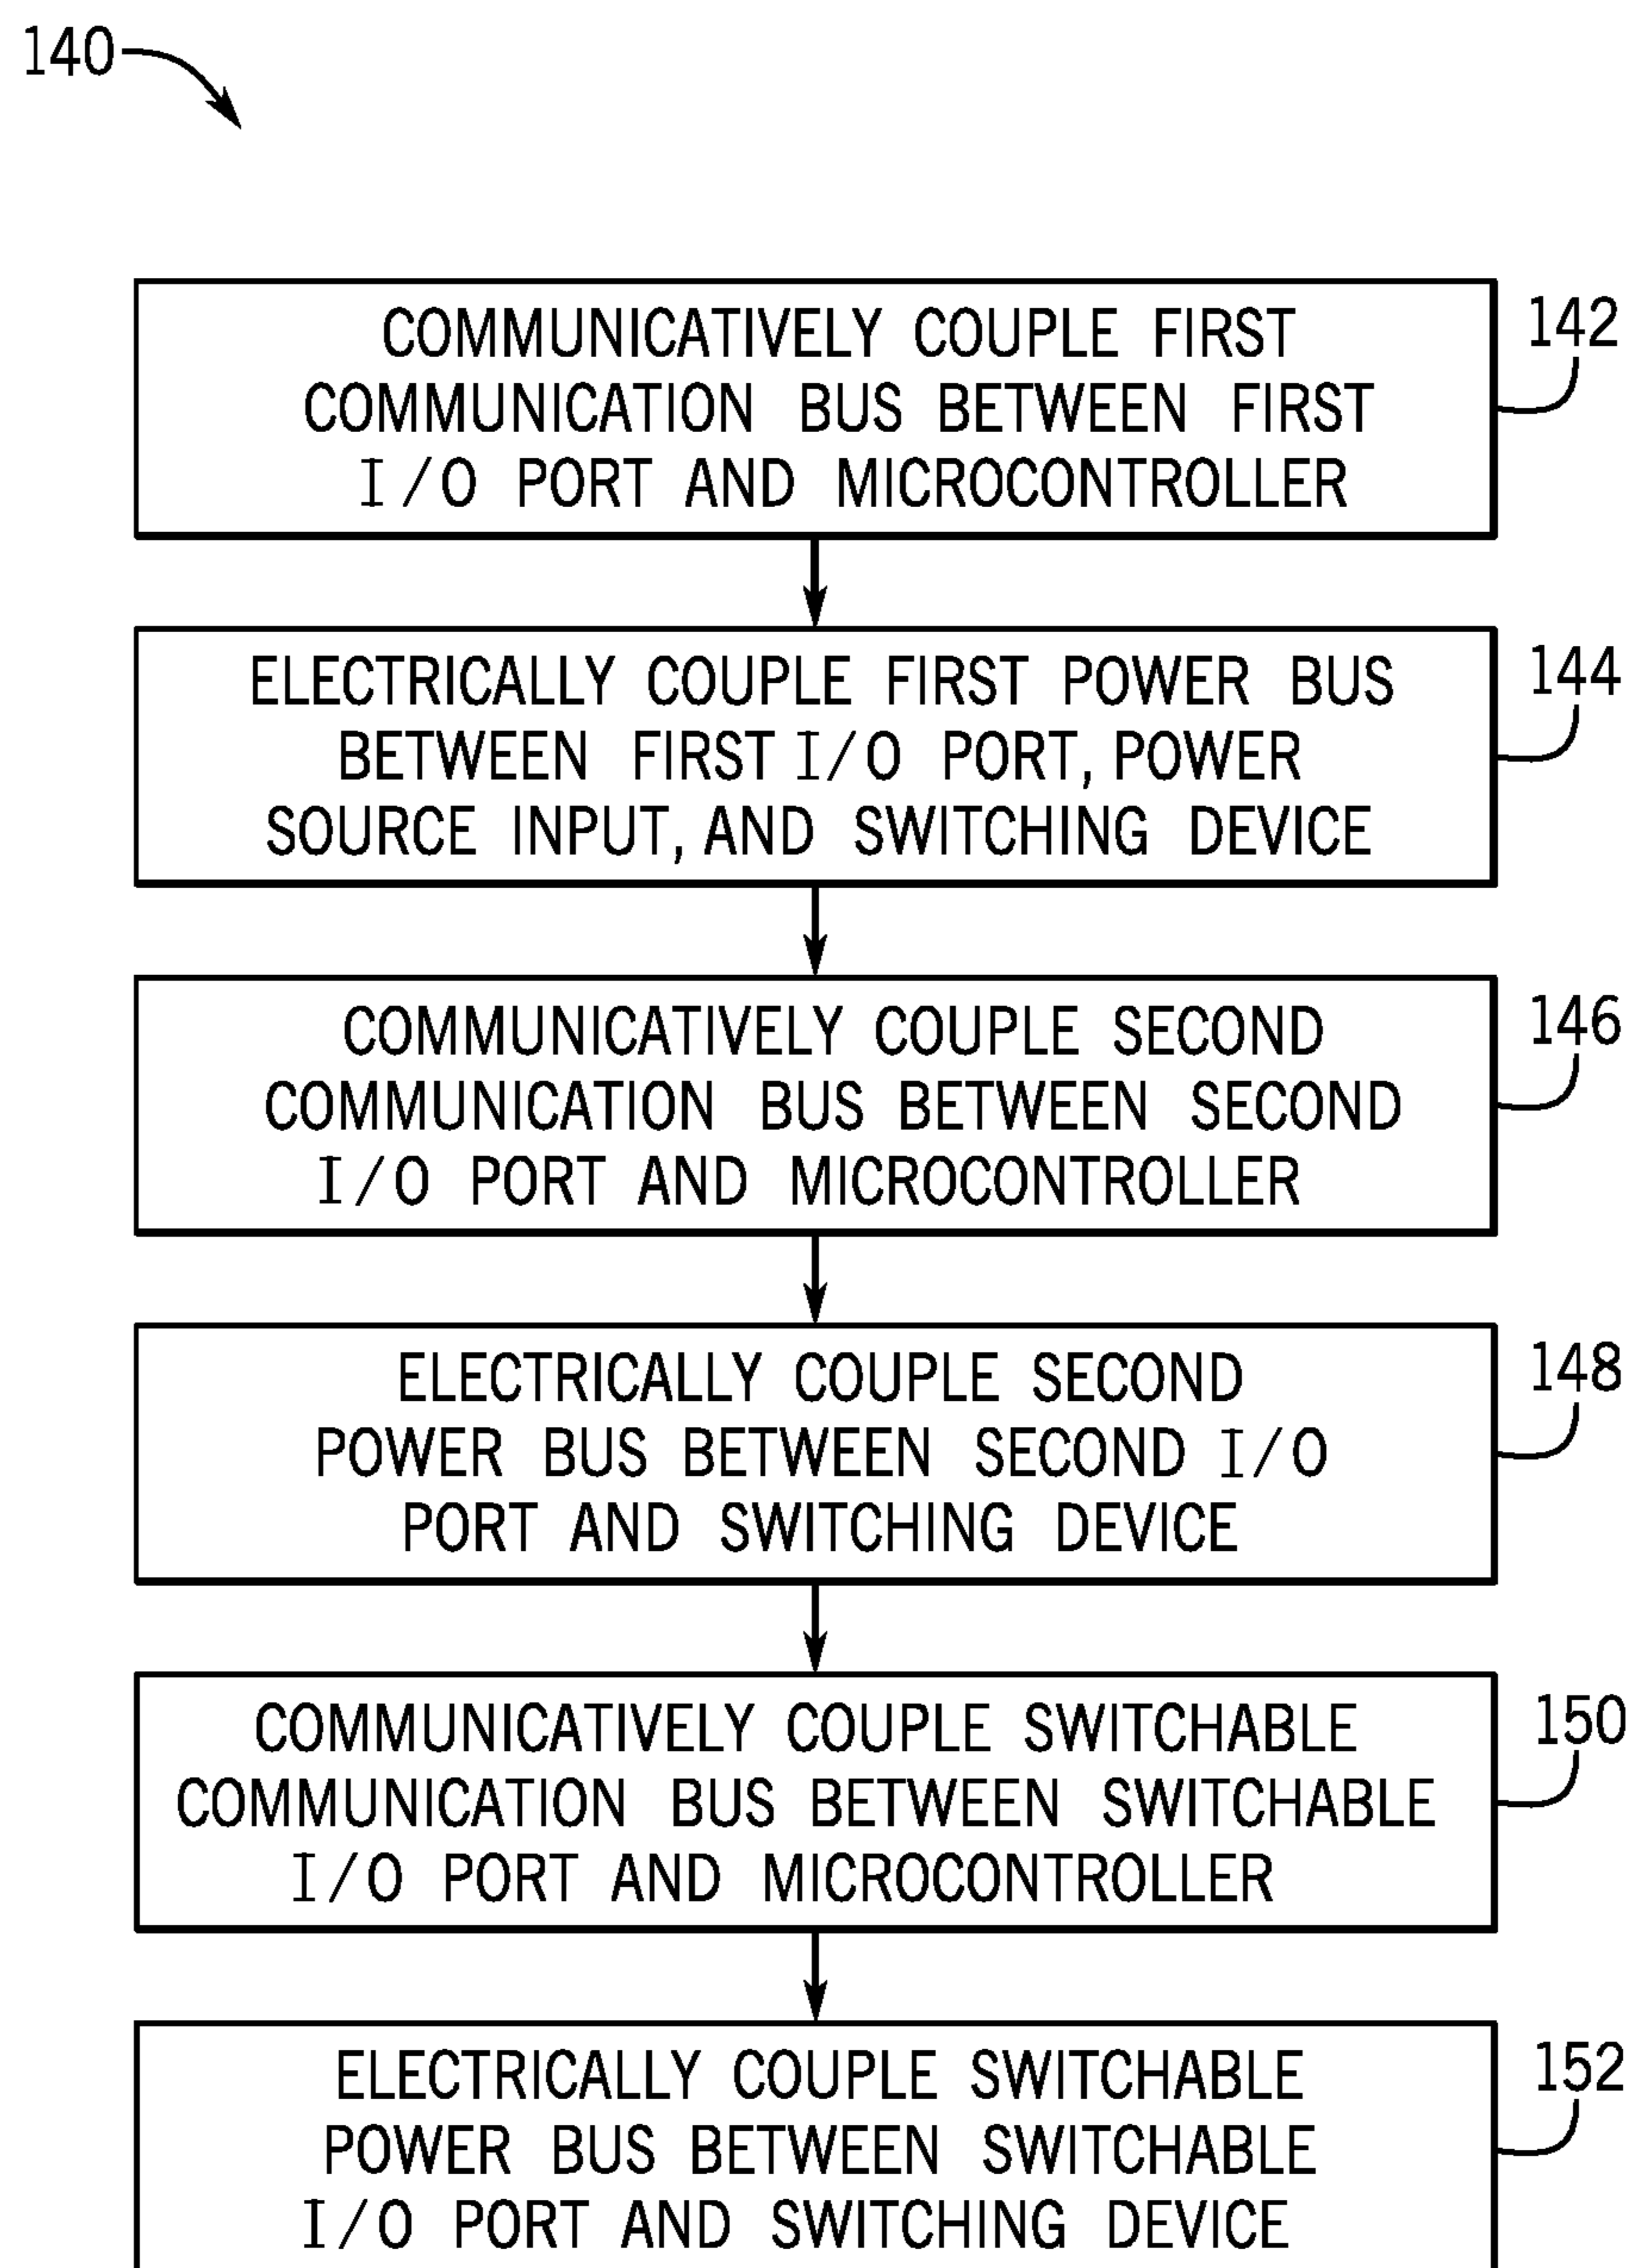 140
COMMUNICATIVELY COUPLE FIRST
COMMUNICATION BUS BETWEEN FIRST
I/O PORT AND MICROCONTROLLER
142
ELECTRICALLY COUPLE FIRST POWER BUS
BETWEEN FIRST I/O PORT, POWER
SOURCE INPUT, AND SWITCHING DEVICE
144
COMMUNICATIVELY COUPLE SECOND
COMMUNICATION BUS BETWEEN SECOND
I/O PORT AND MICROCONTROLLER
146
ELECTRICALLY COUPLE SECOND
POWER BUS BETWEEN SECOND I/O
PORT AND SWITCHING DEVICE
148
COMMUNICATIVELY COUPLE SWITCHABLE
COMMUNICATION BUS BETWEEN SWITCHABLE
I/O PORT AND MICROCONTROLLER
150
ELECTRICALLY COUPLE SWITCHABLE
POWER BUS BETWEEN SWITCHABLE
I/O PORT AND SWITCHING DEVICE
152